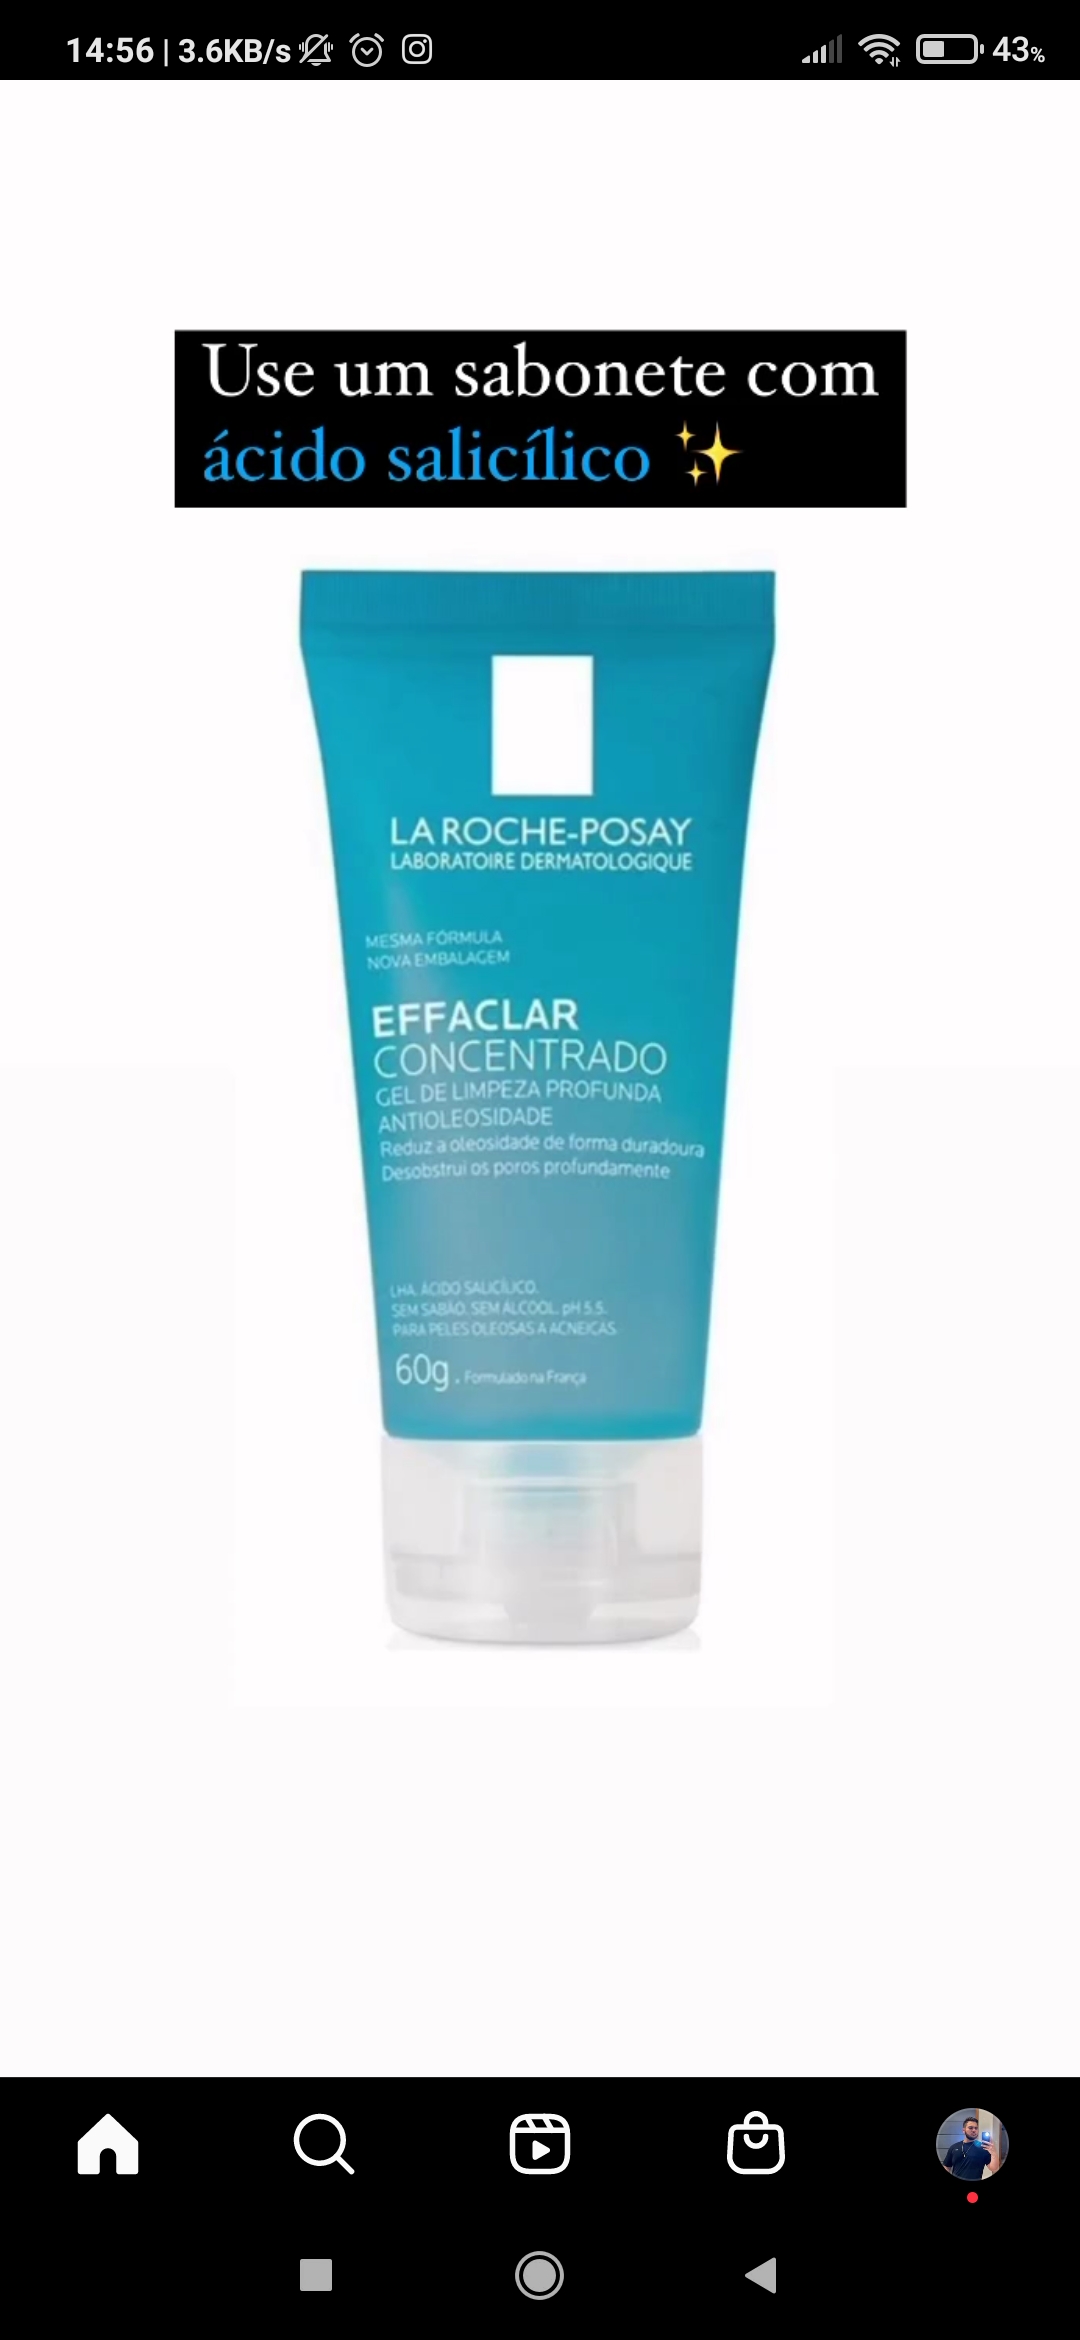 14:56 | 3.6KB/s
43%
Use um sabonete com
ácido salicílico ✨
LA ROCHE-POSAY
LABORATOIRE DERMATOLOGIQUE
MESMA FÓRMULA
NOVA EMBALAGEM
EFFACLAR
CONCENTRADO
GEL DE LIMPEZA PROFUNDA
ANTIOLEOSIDADE
Reduz a oleosidade de forma duradoura
Desobstrui os poros profundamente
LHA. ÁCIDO SALICÍLICO.
SEM SABÃO. SEM ÁLCOOL. pH 5.5.
PARA PELES OLEOSAS A ACNEICAS.
60g. Formulado na França